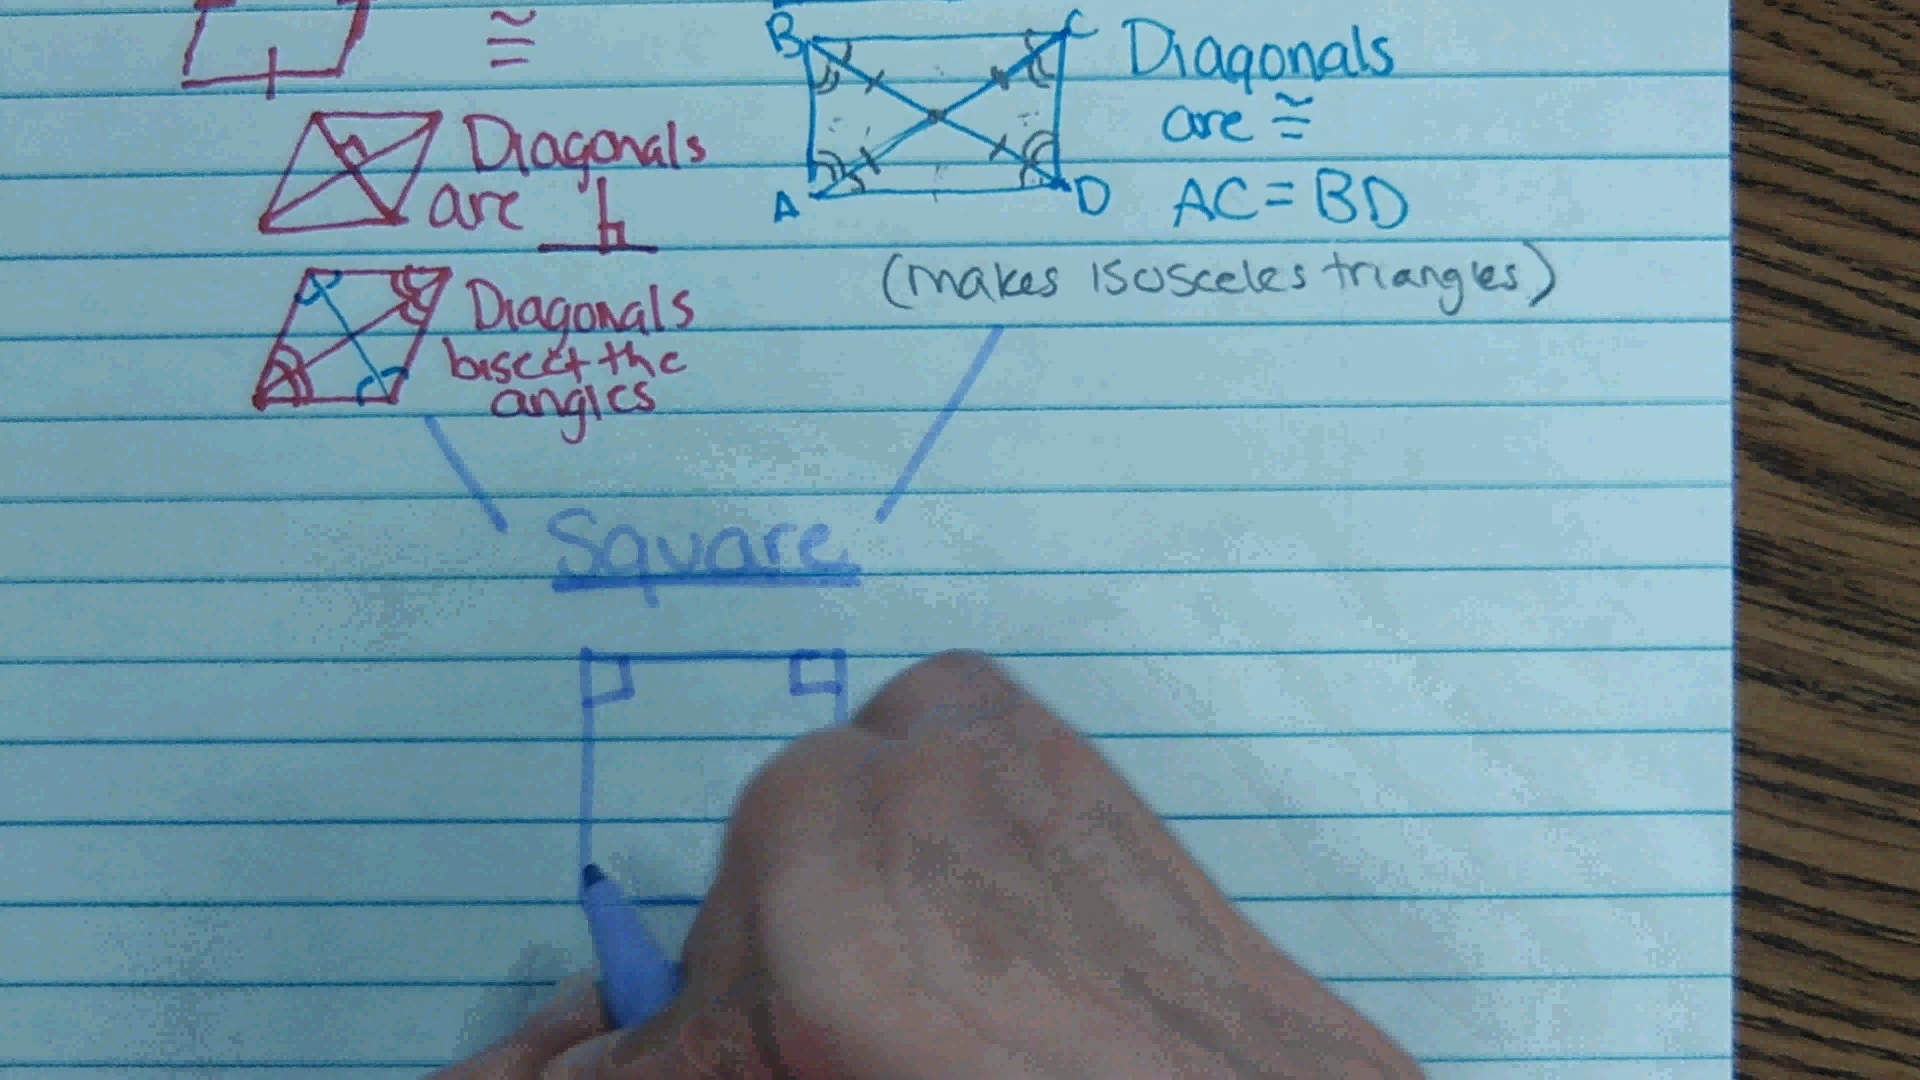 ≅
Diagonals
are ⊥
Diagonals
bisect the
angles
B
C
A
D
Diagonals
are ≅
AC = BD
(makes isosceles triangles)
Square